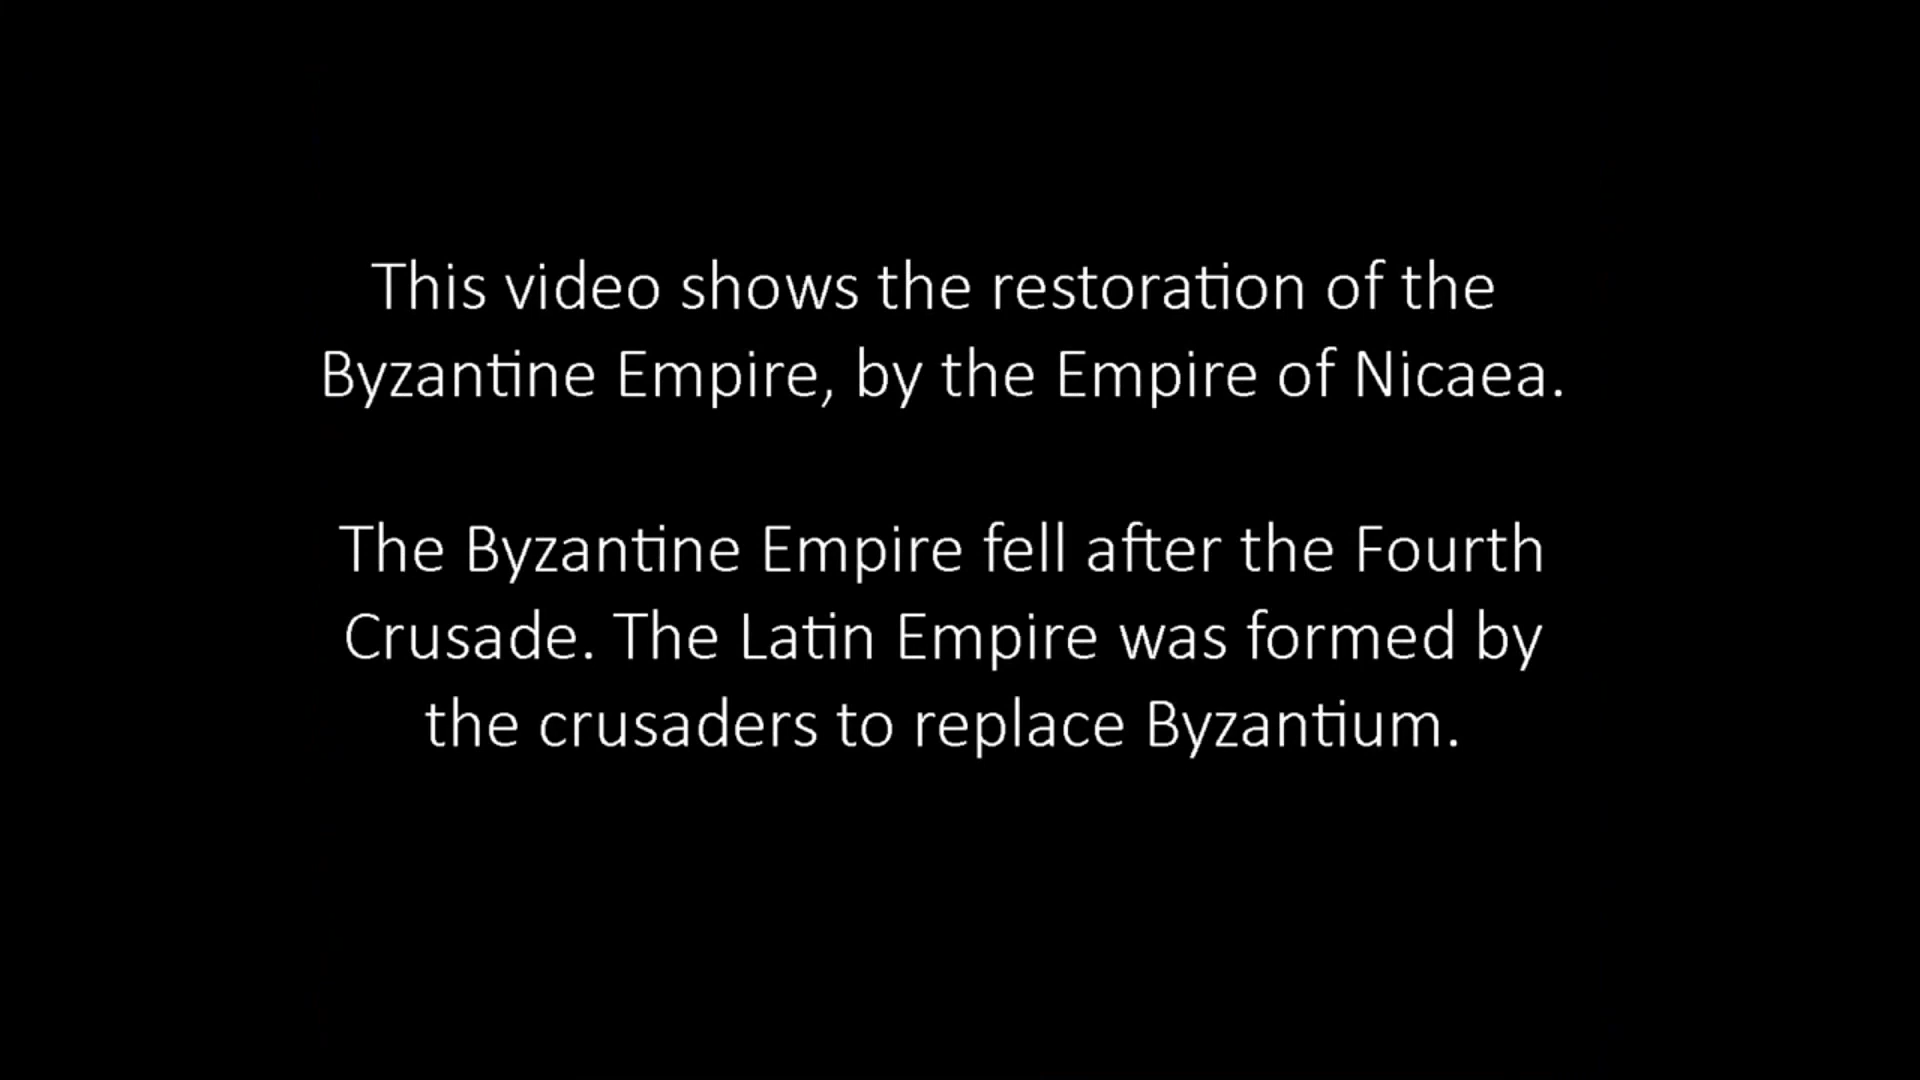 This video shows the restoration of the
Byzantine Empire, by the Empire of Nicaea.
The Byzantine Empire fell after the Fourth
Crusade. The Latin Empire was formed by
the crusaders to replace Byzantium.